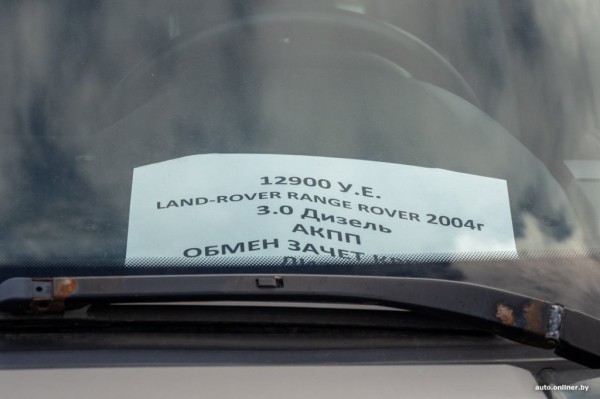 12900 У.Е.
LAND-ROVER RANGE ROVER 2004г
3.0 Дизель
АКПП
ОБМЕН ЗАЧЕТ
auto.onliner.by